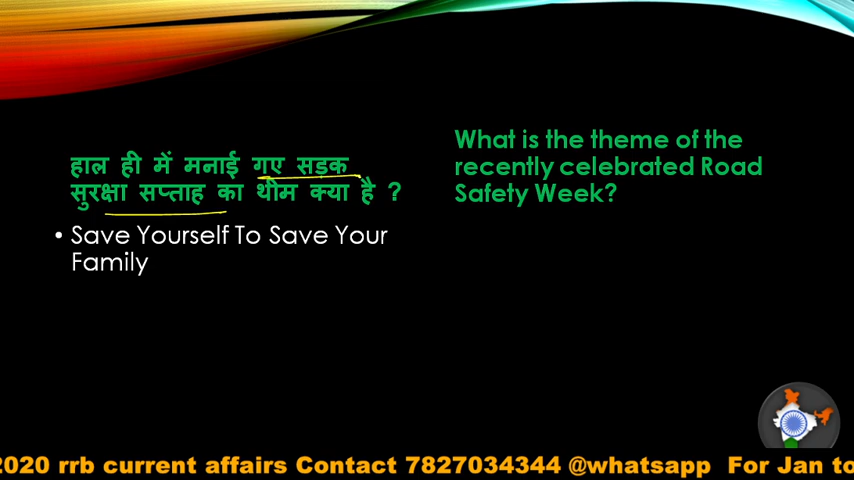 हाल ही में मनाई गए सड़क
सुरक्षा सप्ताह का थीम क्या है ?
• Save Yourself To Save Your
Family
What is the theme of the
recently celebrated Road
Safety Week?
2020 rrb current affairs Contact 7827034344 @whatsapp For Jan to